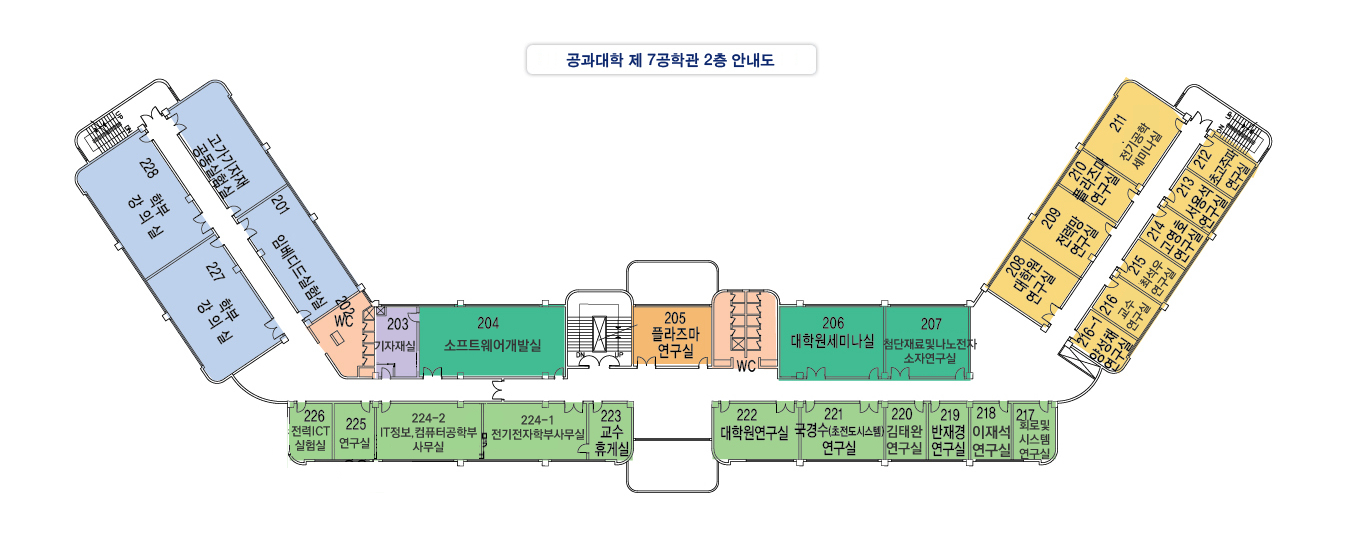 공과대학 제 7공학관 2층 안내도
UP
DN
고가기자재
공동실험실
228
학부
강의실
201
임베디드실험실
227
학부
강의실
202
WC
203
기자재실
204
소프트웨어개발실
DN
UP
205
플라즈마
연구실
WC
206
대학원세미나실
207
첨단재료및나노전자
소자연구실
208
대학원
연구실
209
전력망
연구실
210
플라즈마
연구실
211
전기공학
세미나실
UP
DN
212
초고주파
연구실
213
서영석
연구실
214
고영호
연구실
215
최석우
연구실
216
교수
연구실
216-1
연구실
226
전력ICT
실험실
225
연구실
224-2
IT정보,컴퓨터공학부
사무실
224-1
전기전자학부사무실
223
교수
휴게실
222
대학원연구실
221
국경수(초전도시스템)
연구실
220
김태완
연구실
219
반재경
연구실
218
이재석
연구실
217
회로및
시스템
연구실